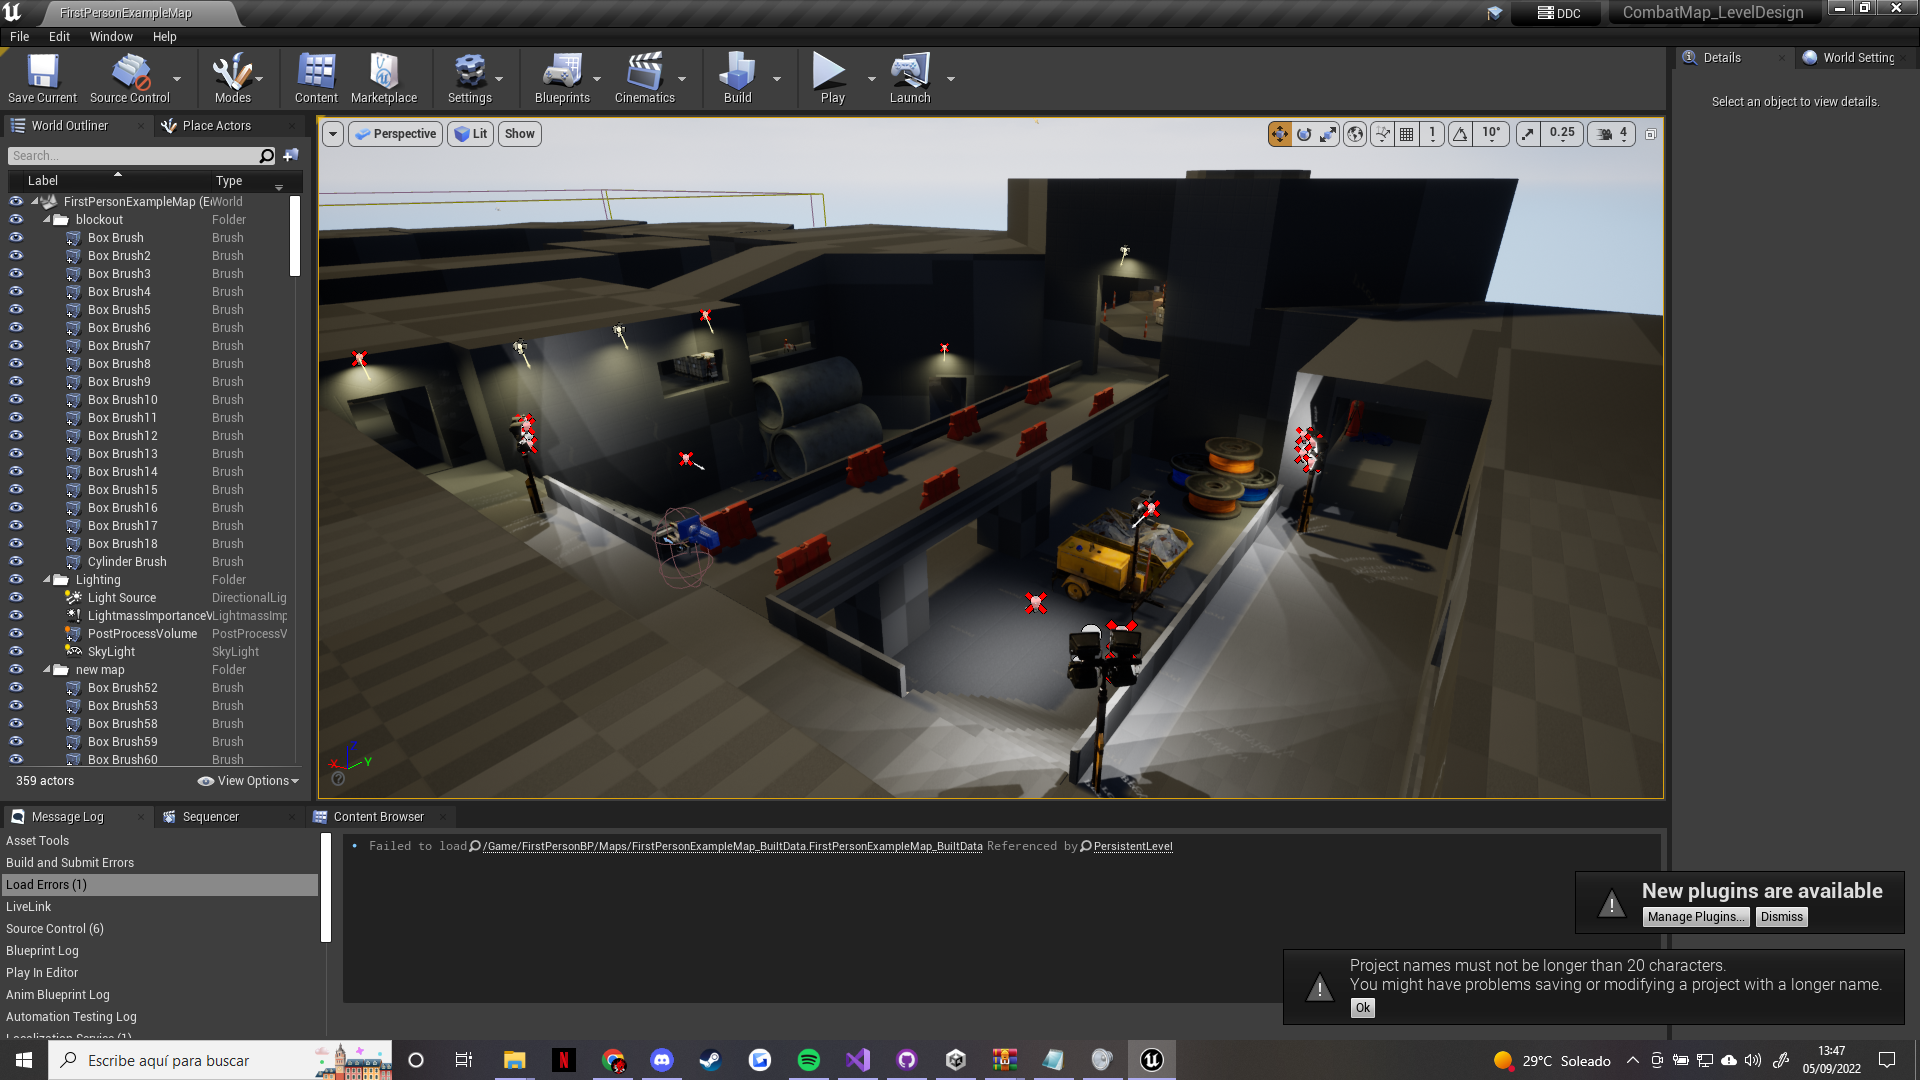 FirstPersonExampleMap
DDC
CombatMap_LevelDesign
File Edit Window Help
Save Current
Source Control
Modes
Content
Marketplace
Settings
Blueprints
Cinematics
Build
Play
Launch
Details
World Setting
Select an object to view details.
World Outliner
Place Actors
Perspective
Lit
Show
1
10°
0.25
4
Search...
Label Type
FirstPersonExampleMap (E World
blockout Folder
Box Brush Brush
Box Brush2 Brush
Box Brush3 Brush
Box Brush4 Brush
Box Brush5 Brush
Box Brush6 Brush
Box Brush7 Brush
Box Brush8 Brush
Box Brush9 Brush
Box Brush10 Brush
Box Brush11 Brush
Box Brush12 Brush
Box Brush13 Brush
Box Brush14 Brush
Box Brush15 Brush
Box Brush16 Brush
Box Brush17 Brush
Box Brush18 Brush
Cylinder Brush Brush
Lighting Folder
Light Source DirectionalLig
LightmassImportanceV LightmassImp
PostProcessVolume PostProcessV
SkyLight SkyLight
new map Folder
Box Brush52 Brush
Box Brush53 Brush
Box Brush58 Brush
Box Brush59 Brush
Box Brush60 Brush
359 actors View Options
X Y Z
Message Log
Sequencer
Content Browser
Asset Tools
Build and Submit Errors
Load Errors (1)
LiveLink
Source Control (6)
Blueprint Log
Play In Editor
Anim Blueprint Log
Automation Testing Log
Localization Service (1)
• Failed to load /Game/FirstPersonBP/Maps/FirstPersonExampleMap_BuiltData.FirstPersonExampleMap_BuiltData Referenced by PersistentLevel
New plugins are available
Manage Plugins... Dismiss
Project names must not be longer than 20 characters.
You might have problems saving or modifying a project with a longer name.
Ok
Escribe aquí para buscar
29°C Soleado
13:47
05/09/2022